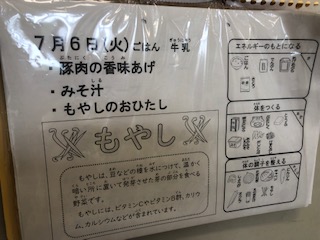 7月6日(火)ごはん 牛乳
・豚肉の香味あげ
・みそ汁
・もやしのおひたし
もやし
もやしは、豆などの種を水につけて、温かく
暗い所に置いて発芽させた芽の部分を食べる
野菜です。
もやしには、ビタミンCやビタミンB群、カリウ
ム、カルシウムなどが含まれています。
エネルギーのもとになる
体をつくる
体の調子を整える